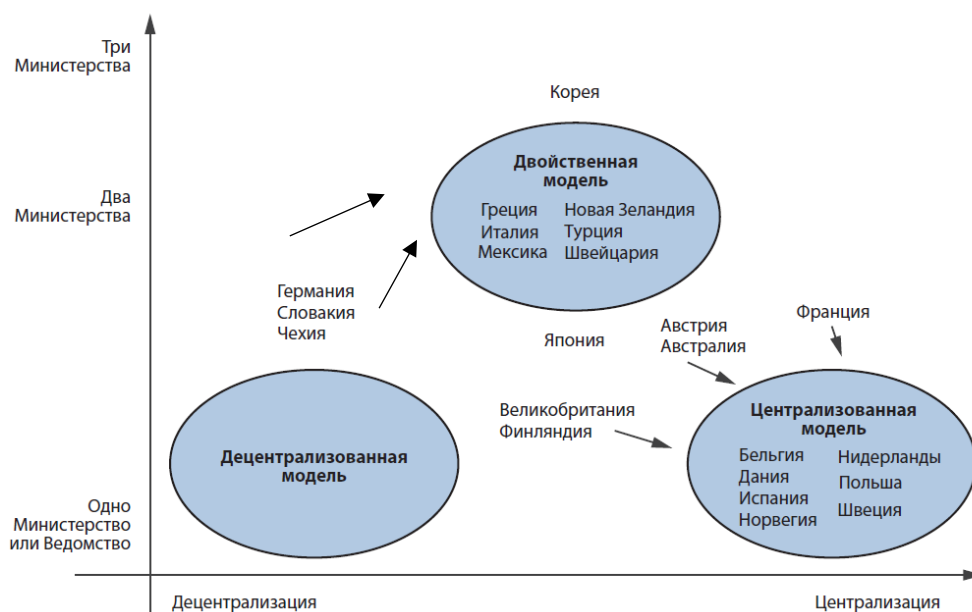 Три
Министерства
Корея
Двойственная
модель
Два
Министерства
Греция Новая Зеландия
Италия Турция
Мексика Швейцария
Германия
Словакия
Чехия
Франция
Австрия
Австралия
Япония
Великобритания
Финляндия
Централизованная
модель
Децентрализованная
модель
Бельгия Нидерланды
Дания Польша
Испания Швеция
Норвегия
Одно
Министерство
или Ведомство
Децентрализация Централизация